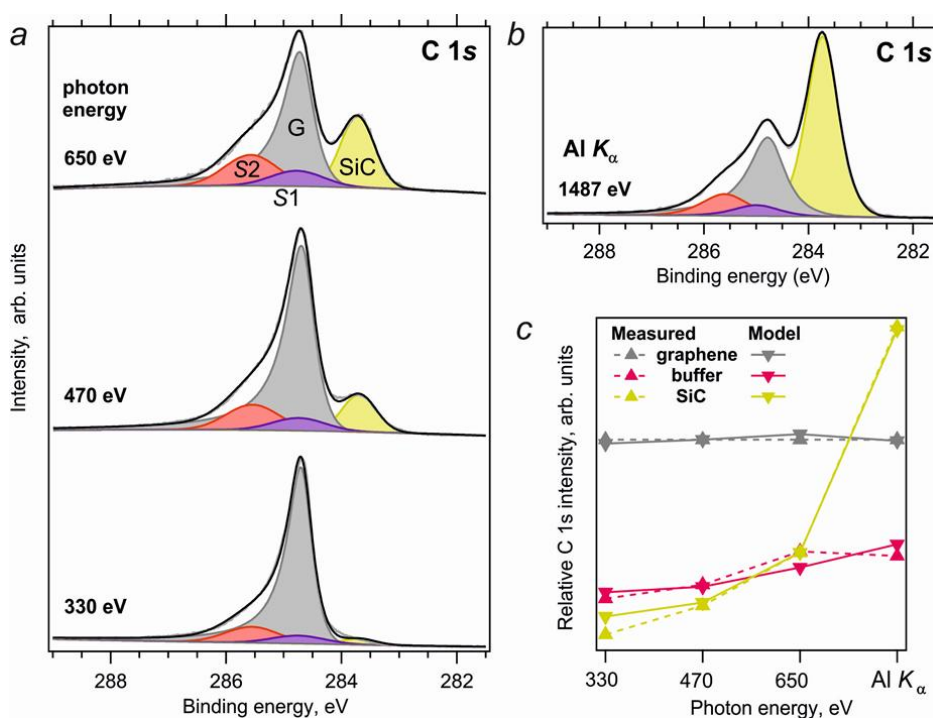 a
C 1s
photon
energy
650 eV
G
S2
SiC
S1
470 eV
330 eV
Intensity, arb. units
288 286 284 282
Binding energy, eV
b
C 1s
Al Kα
1487 eV
288 286 284 282
Binding energy (eV)
c
Measured Model
graphene
buffer
SiC
Relative C 1s intensity, arb. units
330 470 650 Al Kα
Photon energy, eV